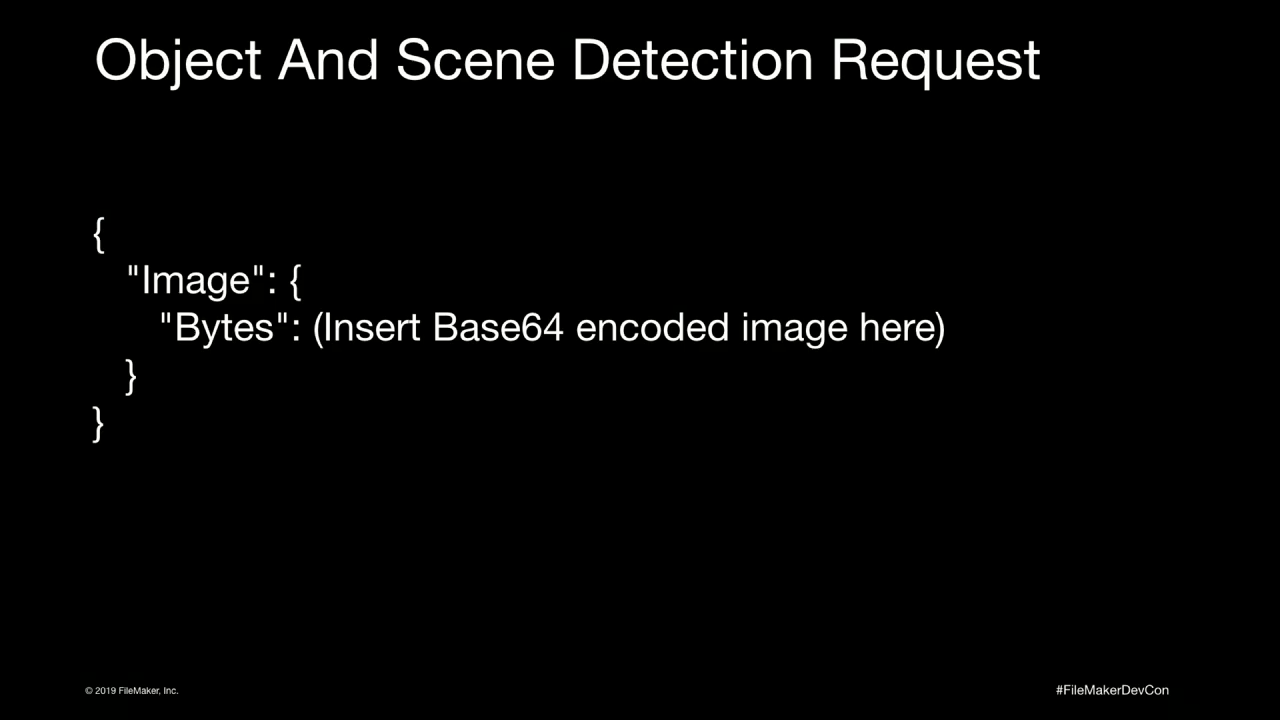 Object And Scene Detection Request
{
"Image": {
"Bytes": (Insert Base64 encoded image here)
}
}
© 2019 FileMaker, Inc.
#FileMakerDevCon